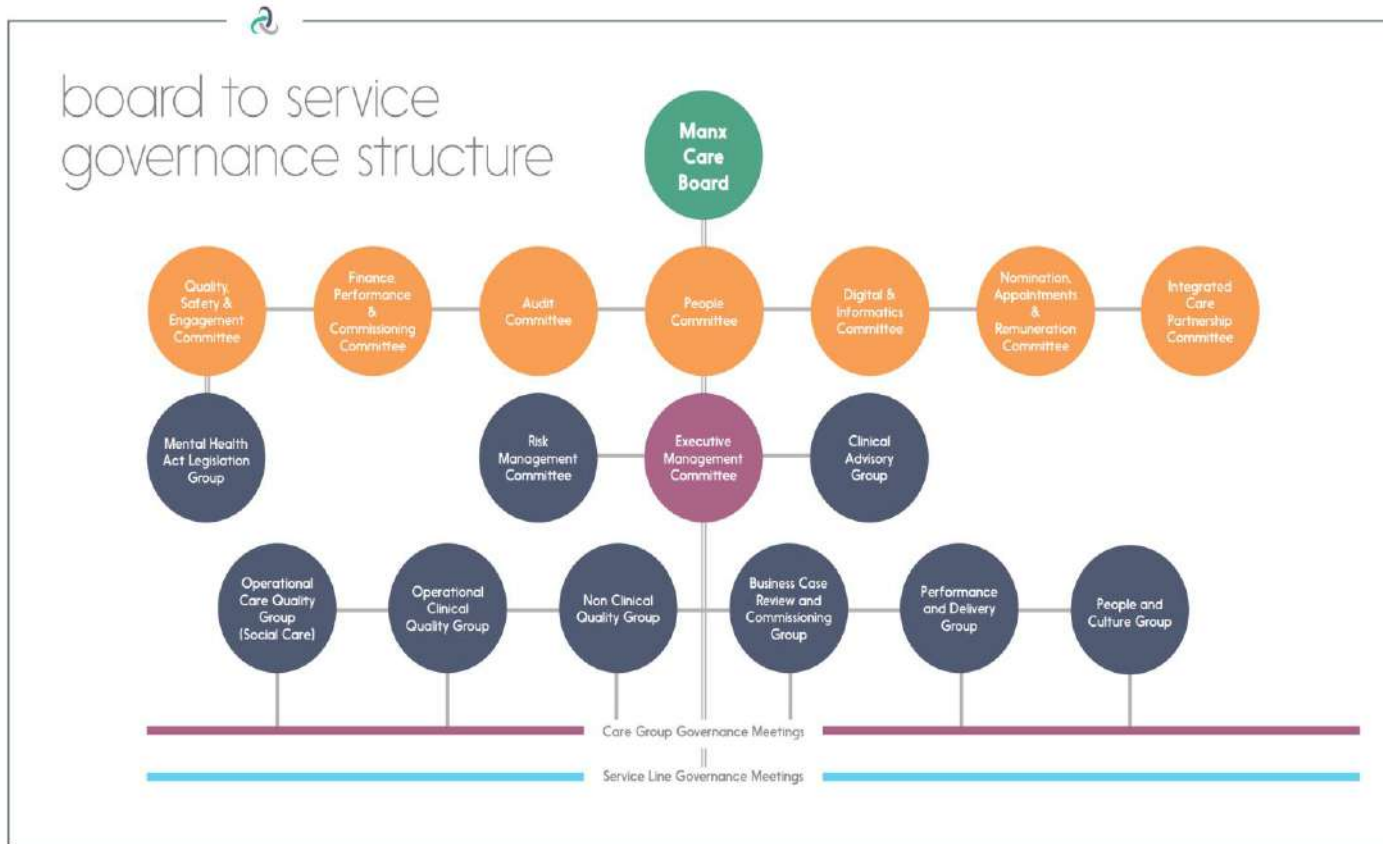 board to service
governance structure
Manx
Care
Board
Quality,
Safety &
Engagement
Committee
Finance,
Performance
&
Commissioning
Committee
Audit
Committee
People
Committee
Digital &
Informatics
Committee
Nomination,
Appointments
&
Remuneration
Committee
Integrated
Care
Partnership
Committee
Mental Health
Act Legislation
Group
Risk
Management
Committee
Executive
Management
Committee
Clinical
Advisory
Group
Operational
Care Quality
Group
(Social Care)
Operational
Clinical
Quality Group
Non Clinical
Quality Group
Business Case
Review and
Commissioning
Group
Performance
and Delivery
Group
People and
Culture Group
Care Group Governance Meetings
Service Line Governance Meetings